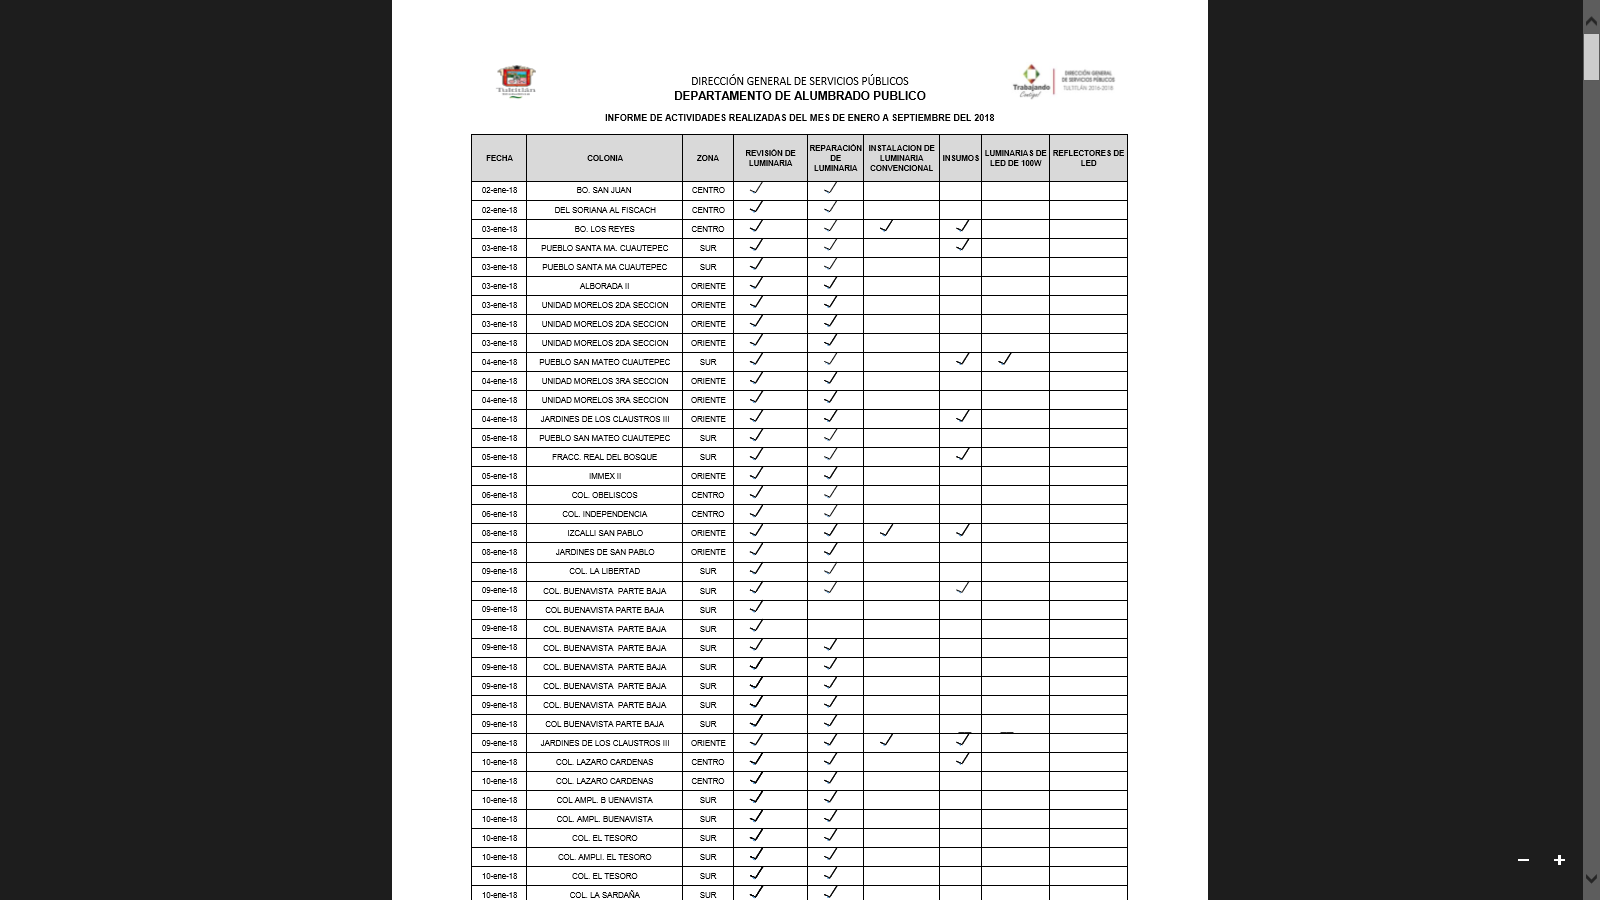 Tultitlán
DIRECCIÓN GENERAL DE SERVICIOS PÚBLICOS
DEPARTAMENTO DE ALUMBRADO PUBLICO
Trabajando
Contigo!
DIRECCIÓN GENERAL
DE SERVICIOS PÚBLICOS
TULTITLÁN 2016-2018
INFORME DE ACTIVIDADES REALIZADAS DEL MES DE ENERO A SEPTIEMBRE DEL 2018
FECHA COLONIA ZONA REVISIÓN DE LUMINARIA REPARACIÓN DE LUMINARIA INSTALACION DE LUMINARIA CONVENCIONAL INSUMOS LUMINARIAS DE LED DE 100W REFLECTORES DE LED
02-ene-18 BO. SAN JUAN CENTRO ✓ ✓
02-ene-18 DEL SORIANA AL FISCACH CENTRO ✓ ✓
03-ene-18 BO. LOS REYES CENTRO ✓ ✓ ✓ ✓
03-ene-18 PUEBLO SANTA MA. CUAUTEPEC SUR ✓ ✓ ✓
03-ene-18 PUEBLO SANTA MA CUAUTEPEC SUR ✓ ✓
03-ene-18 ALBORADA II ORIENTE ✓ ✓
03-ene-18 UNIDAD MORELOS 2DA SECCION ORIENTE ✓ ✓
03-ene-18 UNIDAD MORELOS 2DA SECCION ORIENTE ✓ ✓
03-ene-18 UNIDAD MORELOS 2DA SECCION ORIENTE ✓ ✓
04-ene-18 PUEBLO SAN MATEO CUAUTEPEC SUR ✓ ✓ ✓ ✓
04-ene-18 UNIDAD MORELOS 3RA SECCION ORIENTE ✓ ✓
04-ene-18 UNIDAD MORELOS 3RA SECCION ORIENTE ✓ ✓
04-ene-18 JARDINES DE LOS CLAUSTROS III ORIENTE ✓ ✓ ✓
05-ene-18 PUEBLO SAN MATEO CUAUTEPEC SUR ✓ ✓
05-ene-18 FRACC. REAL DEL BOSQUE SUR ✓ ✓ ✓
05-ene-18 IMMEX II ORIENTE ✓ ✓
06-ene-18 COL. OBELISCOS CENTRO ✓ ✓
06-ene-18 COL. INDEPENDENCIA CENTRO ✓ ✓
08-ene-18 IZCALLI SAN PABLO ORIENTE ✓ ✓ ✓ ✓
08-ene-18 JARDINES DE SAN PABLO ORIENTE ✓ ✓
09-ene-18 COL. LA LIBERTAD SUR ✓ ✓
09-ene-18 COL. BUENAVISTA PARTE BAJA SUR ✓ ✓ ✓
09-ene-18 COL BUENAVISTA PARTE BAJA SUR ✓
09-ene-18 COL. BUENAVISTA PARTE BAJA SUR ✓
09-ene-18 COL. BUENAVISTA PARTE BAJA SUR ✓ ✓
09-ene-18 COL. BUENAVISTA PARTE BAJA SUR ✓ ✓
09-ene-18 COL. BUENAVISTA PARTE BAJA SUR ✓ ✓
09-ene-18 COL. BUENAVISTA PARTE BAJA SUR ✓ ✓
09-ene-18 COL BUENAVISTA PARTE BAJA SUR ✓ ✓
09-ene-18 JARDINES DE LOS CLAUSTROS III ORIENTE ✓ ✓ ✓ ✓
10-ene-18 COL. LAZARO CARDENAS CENTRO ✓ ✓ ✓
10-ene-18 COL. LAZARO CARDENAS CENTRO ✓ ✓
10-ene-18 COL AMPL. B UENAVISTA SUR ✓ ✓
10-ene-18 COL. AMPL. BUENAVISTA SUR ✓ ✓
10-ene-18 COL. EL TESORO SUR ✓ ✓
10-ene-18 COL. AMPLI. EL TESORO SUR ✓ ✓
10-ene-18 COL. EL TESORO SUR ✓ ✓
10-ene-18 COL. LA SARDAÑA SUR ✓ ✓